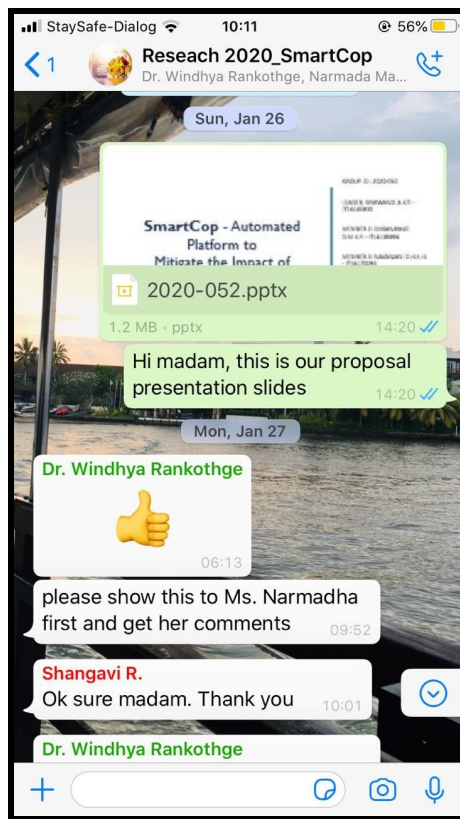 StaySafe-Dialog 10:11 56%
1 Reseach 2020_SmartCop
Dr. Windhya Rankothge, Narmada Ma...
Sun, Jan 26
SmartCop - Automated
Platform to
Mitigate the Impact of
2020-052.pptx
1.2 MB · pptx 14:20
Hi madam, this is our proposal
presentation slides 14:20
Mon, Jan 27
Dr. Windhya Rankothge
06:13
please show this to Ms. Narmadha
first and get her comments 09:52
Shangavi R.
Ok sure madam. Thank you 10:01
Dr. Windhya Rankothge